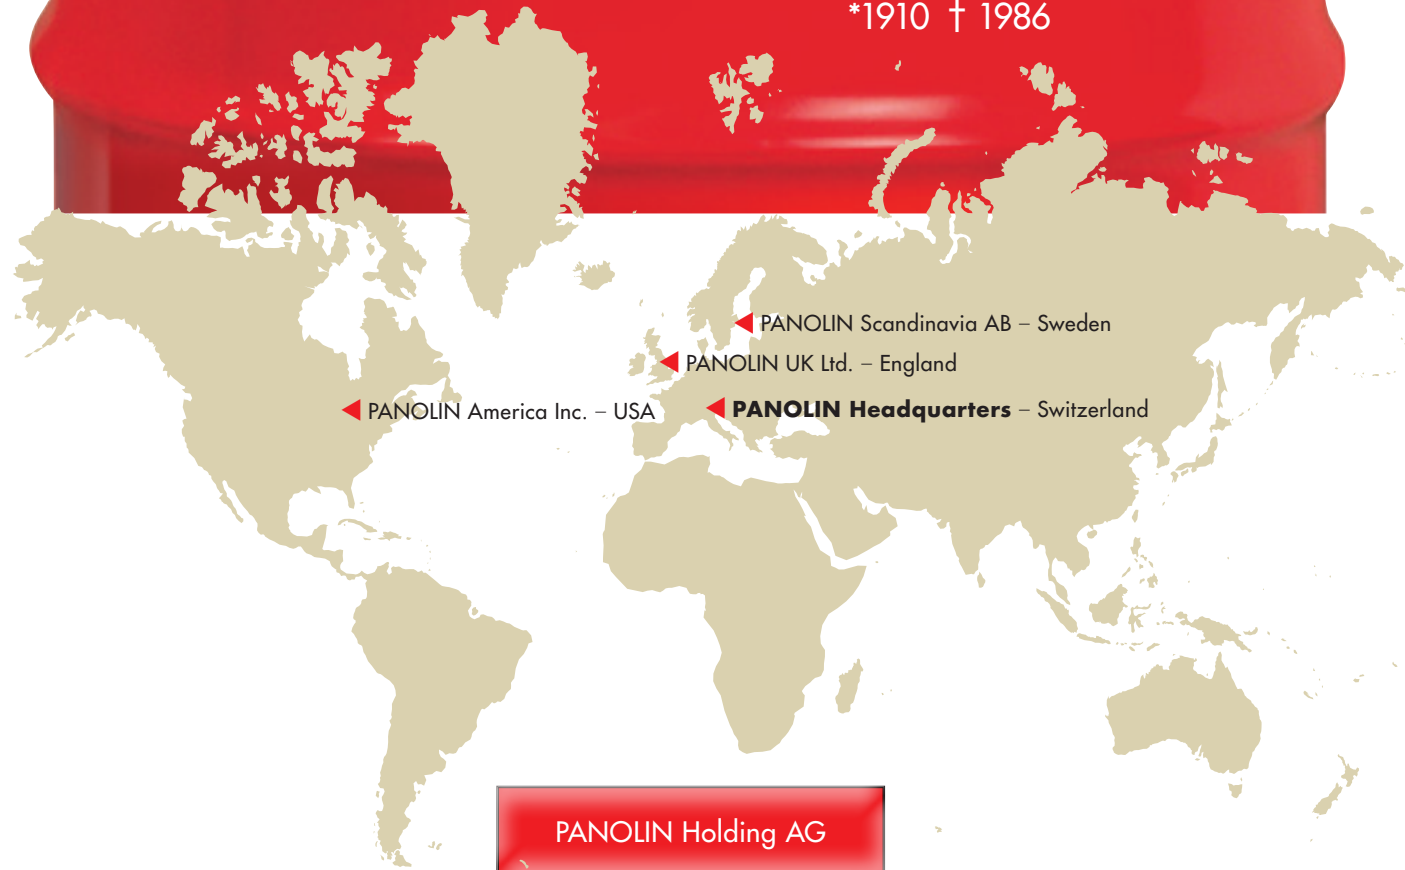 *1910 † 1986
PANOLIN Scandinavia AB – Sweden
PANOLIN UK Ltd. – England
PANOLIN America Inc. – USA
PANOLIN Headquarters – Switzerland
PANOLIN Holding AG